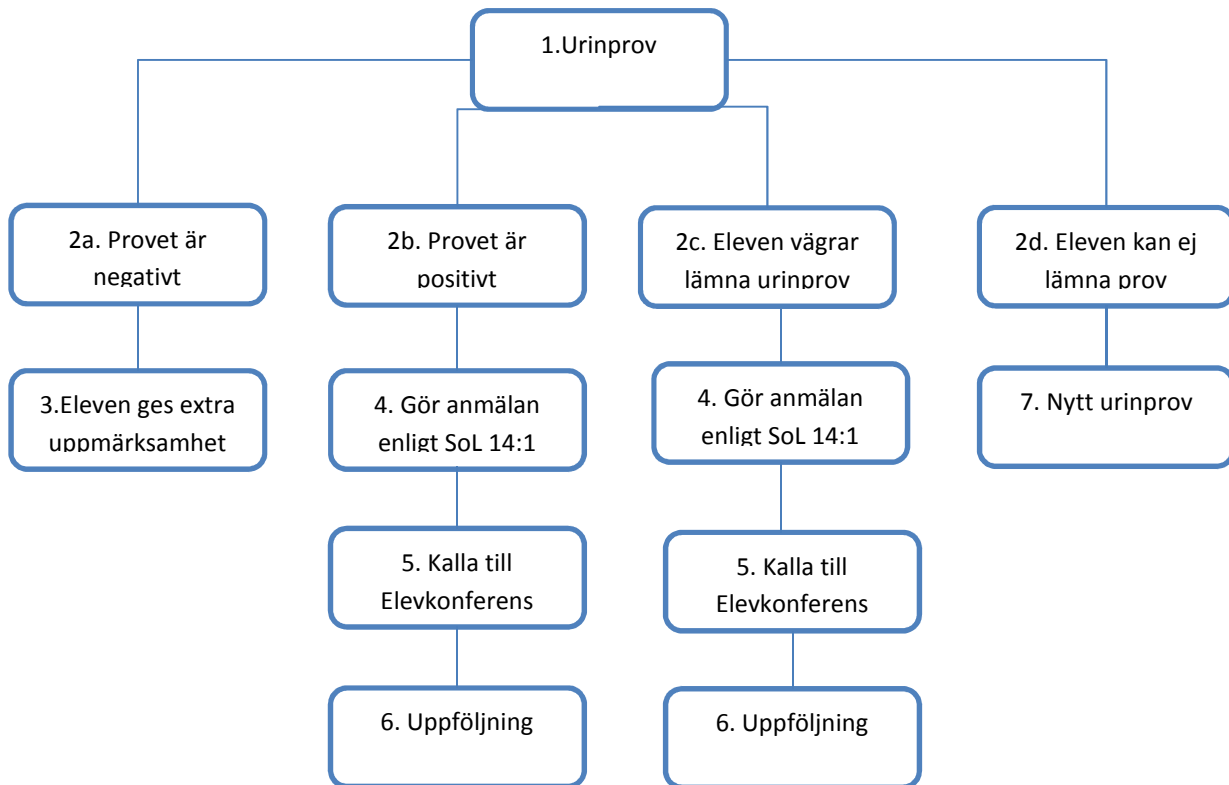 1.Urinprov
2a. Provet är
negativt
2b. Provet är
positivt
2c. Eleven vägrar
lämna urinprov
2d. Eleven kan ej
lämna prov
3.Eleven ges extra
uppmärksamhet
4. Gör anmälan
enligt SoL 14:1
4. Gör anmälan
enligt SoL 14:1
7. Nytt urinprov
5. Kalla till
Elevkonferens
5. Kalla till
Elevkonferens
6. Uppföljning
6. Uppföljning